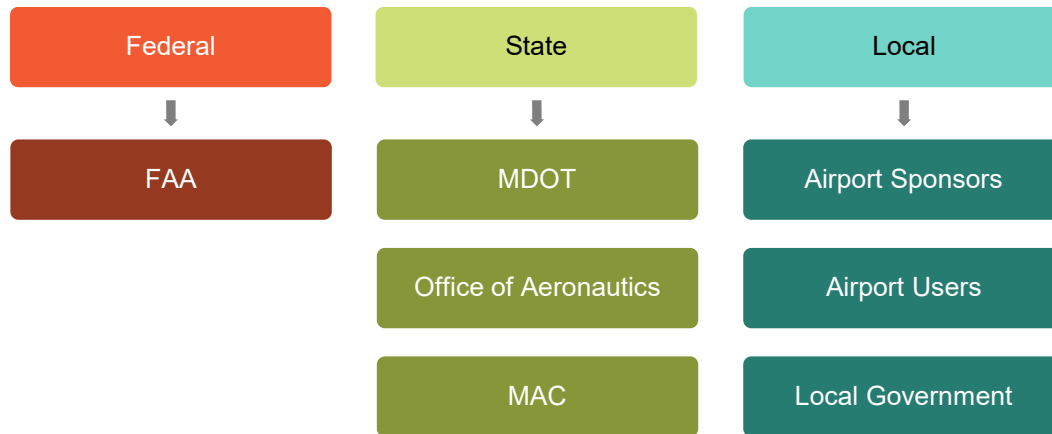 Federal
State
Local
FAA
MDOT
Airport Sponsors
Office of Aeronautics
Airport Users
MAC
Local Government